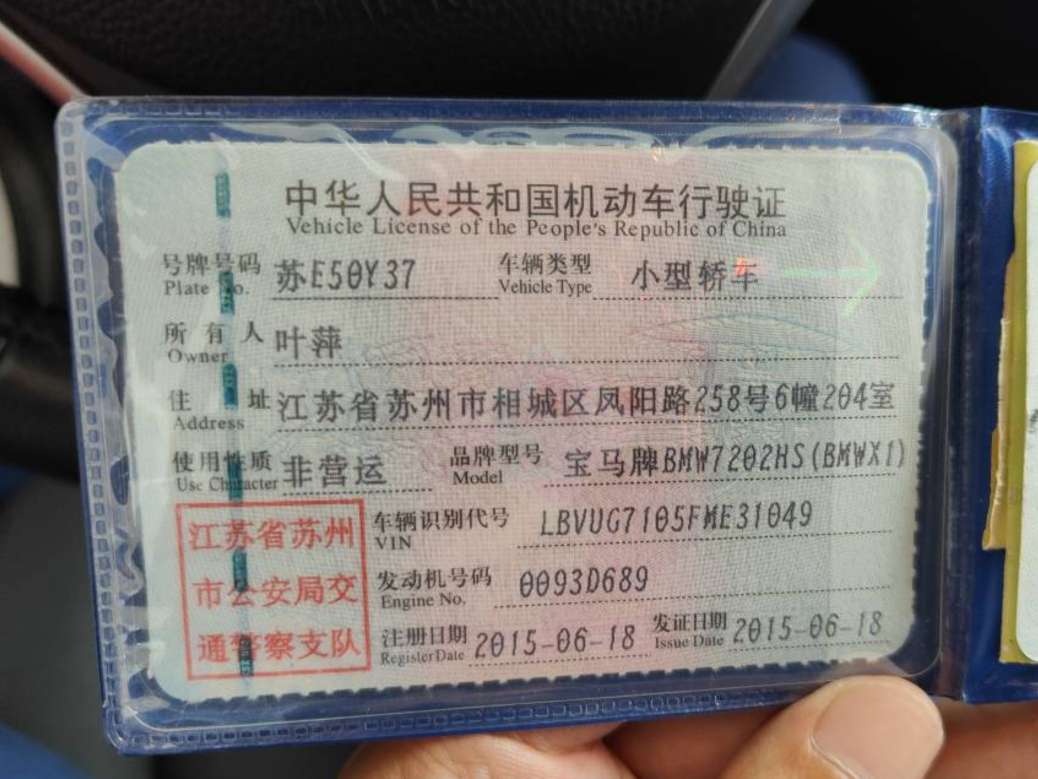 中华人民共和国机动车行驶证
Vehicle License of the People's Republic of China
号牌号码 苏E50Y37 车辆类型 小型轿车
Plate No. Vehicle Type
所有人 叶萍
Owner
住址 江苏省苏州市相城区凤阳路258号6幢204室
Address
使用性质 非营运 品牌型号 宝马牌BMW7202HS(BMWX1)
Use Character Model
江苏省苏州
市公安局交
通警察支队
车辆识别代号 LBVUG7105FME31049
VIN
发动机号码 0093D689
Engine No.
注册日期 2015-06-18 发证日期 2015-06-18
Register Date Issue Date